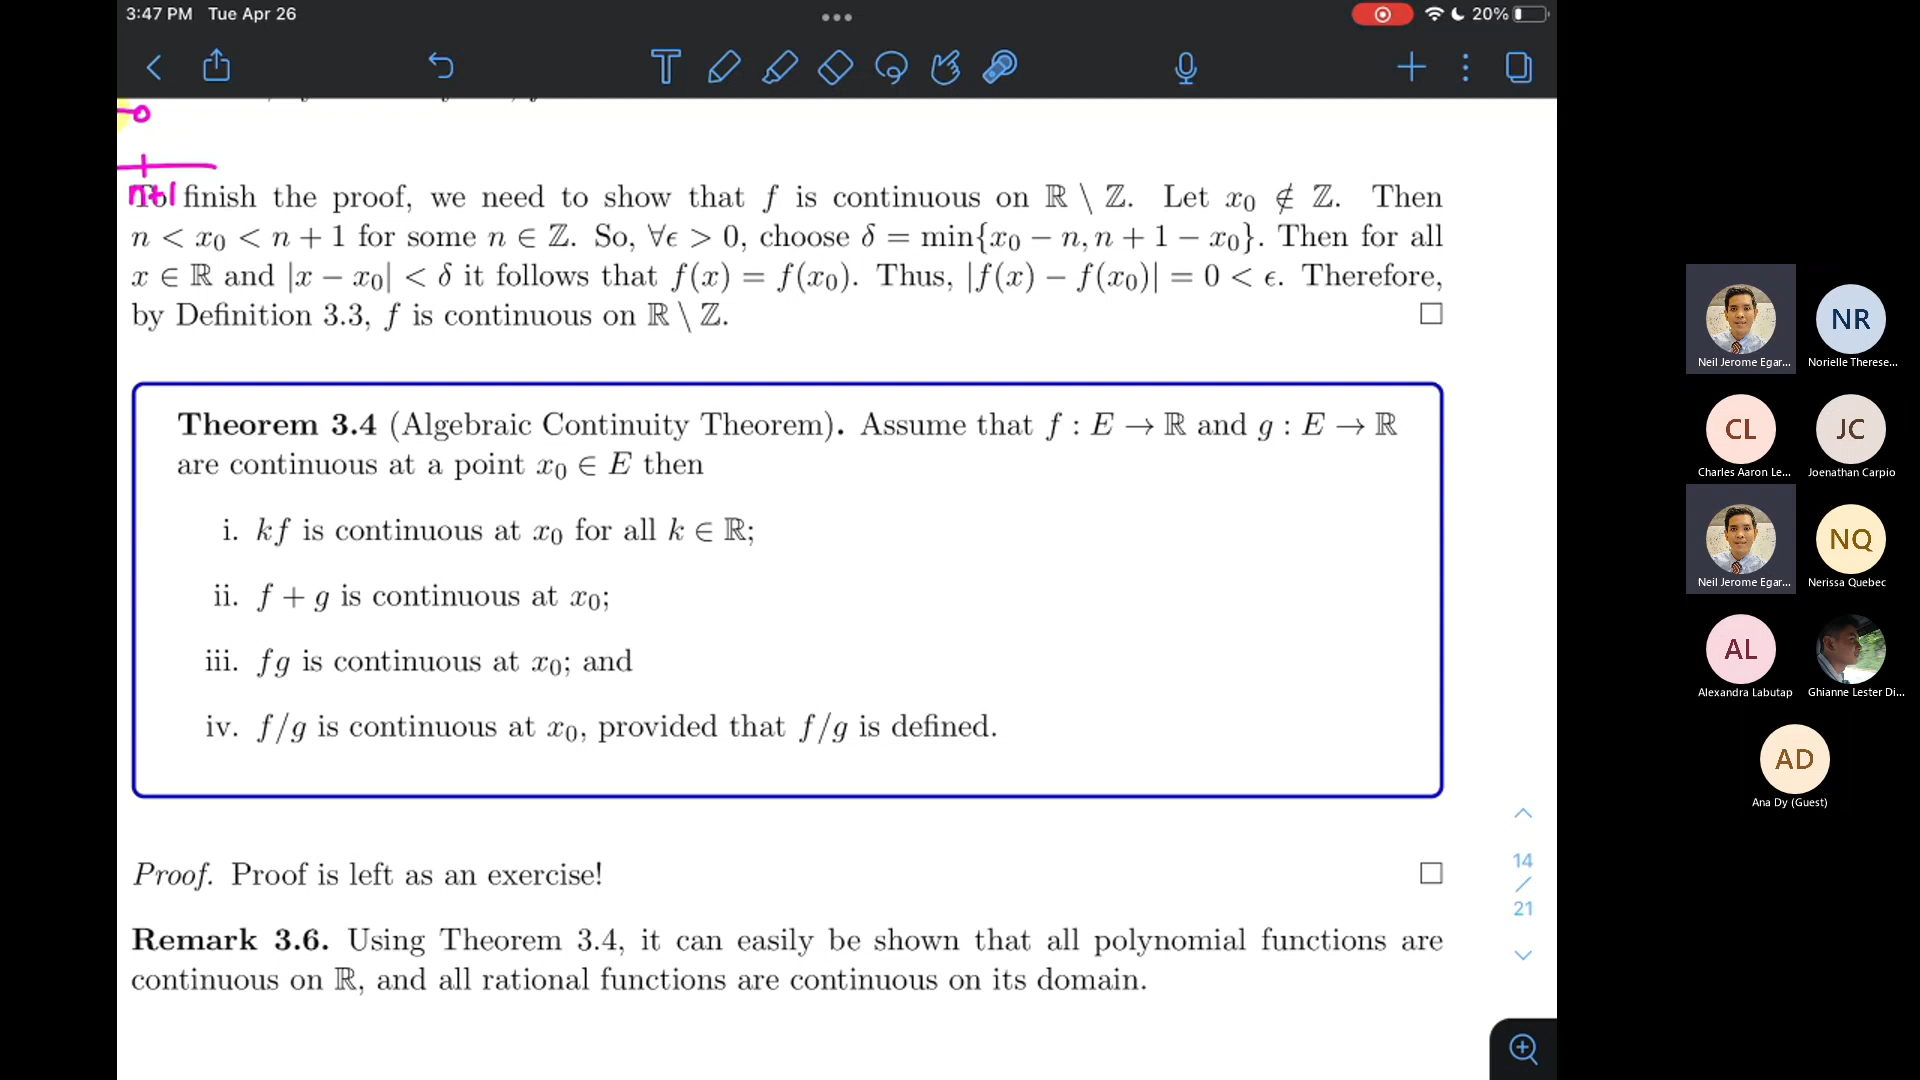 3:47 PM Tue Apr 26
20%
n+1
To finish the proof, we need to show that f is continuous on ℝ \ ℤ. Let x₀ ∉ ℤ. Then
n < x₀ < n + 1 for some n ∈ ℤ. So, ∀ϵ > 0, choose δ = min{x₀ − n, n + 1 − x₀}. Then for all
x ∈ ℝ and |x − x₀| < δ it follows that f(x) = f(x₀). Thus, |f(x) − f(x₀)| = 0 < ϵ. Therefore,
by Definition 3.3, f is continuous on ℝ \ ℤ. □
Theorem 3.4 (Algebraic Continuity Theorem). Assume that f : E → ℝ and g : E → ℝ
are continuous at a point x₀ ∈ E then
i. kf is continuous at x₀ for all k ∈ ℝ;
ii. f + g is continuous at x₀;
iii. fg is continuous at x₀; and
iv. f/g is continuous at x₀, provided that f/g is defined.
Proof. Proof is left as an exercise! □
Remark 3.6. Using Theorem 3.4, it can easily be shown that all polynomial functions are
continuous on ℝ, and all rational functions are continuous on its domain.
14
/
21
Neil Jerome Egar...
NR
Norielle Therese...
CL
Charles Aaron Le...
JC
Joenathan Carpio
Neil Jerome Egar...
NQ
Nerissa Quebec
AL
Alexandra Labutap
Ghianne Lester Di...
AD
Ana Dy (Guest)